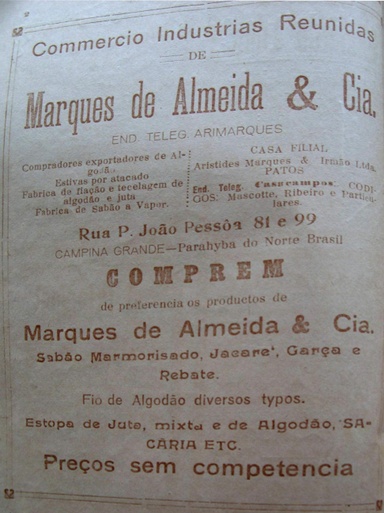 Commercio Industrias Reunidas
DE
Marques de Almeida & Cia.
END TELEG ARIMARQUES
Compradores exportadores de Al-
godão
Estivas por atacado
Fabrica de fiação e tecelagem de
algodão e juta
Fabrica de Sabão a Vapor.
CASA FILIAL
Aristides Marques & Irmão Ltda.
PATOS
End. Teleg. Casacampos CODI-
GOS: Mascotte, Ribeiro e Particu-
lares.
Rua P. João Pessôa 81 e 99
CAMPINA GRANDE—Parahyba do Norte Brasil
COMPREM
de preferencia os productos de
Marques de Almeida & Cia.
Sabão Marmorisado, Jacaré, Garça e
Rebate.
Fio de Algodão diversos typos.
Estopa de Juta, mixta e de Algodão, SA-
CARIA ETC.
Preços sem competencia